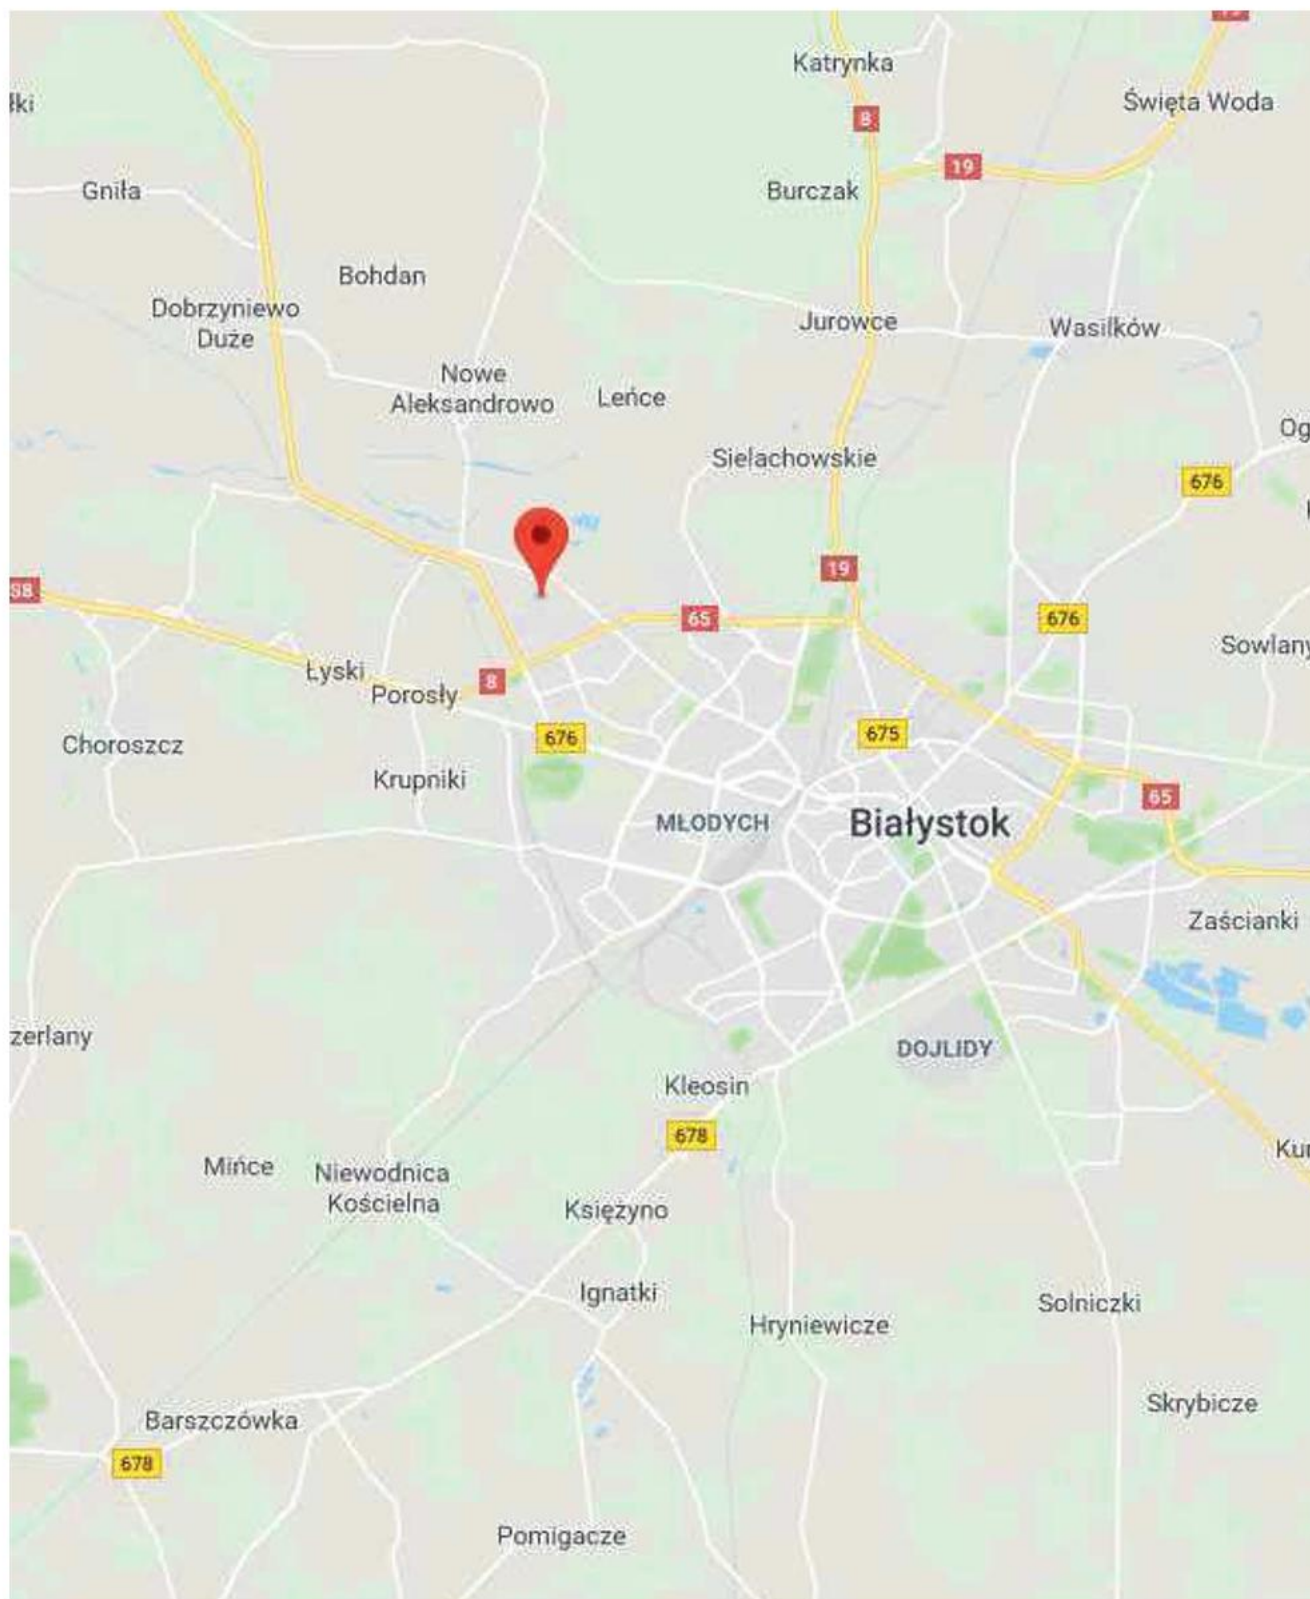 Katrynka
Święta Woda
8
19
Gniła
Burczak
Bohdan
Dobrzyniewo
Duże
Jurowce
Wasilków
Nowe
Aleksandrowo
Leńce
Sielachowskie
676
19
S8
65
676
Sowlany
Łyski
8
Porosły
676
675
Choroszcz
Krupniki
65
MŁODYCH
Białystok
Zaścianki
zerlany
DOJLIDY
Kleosin
678
Mińce
Niewodnica
Kościelna
Księżyno
Ignatki
Solniczki
Hryniewicze
Skrybicze
Barszczówka
678
Pomigacze